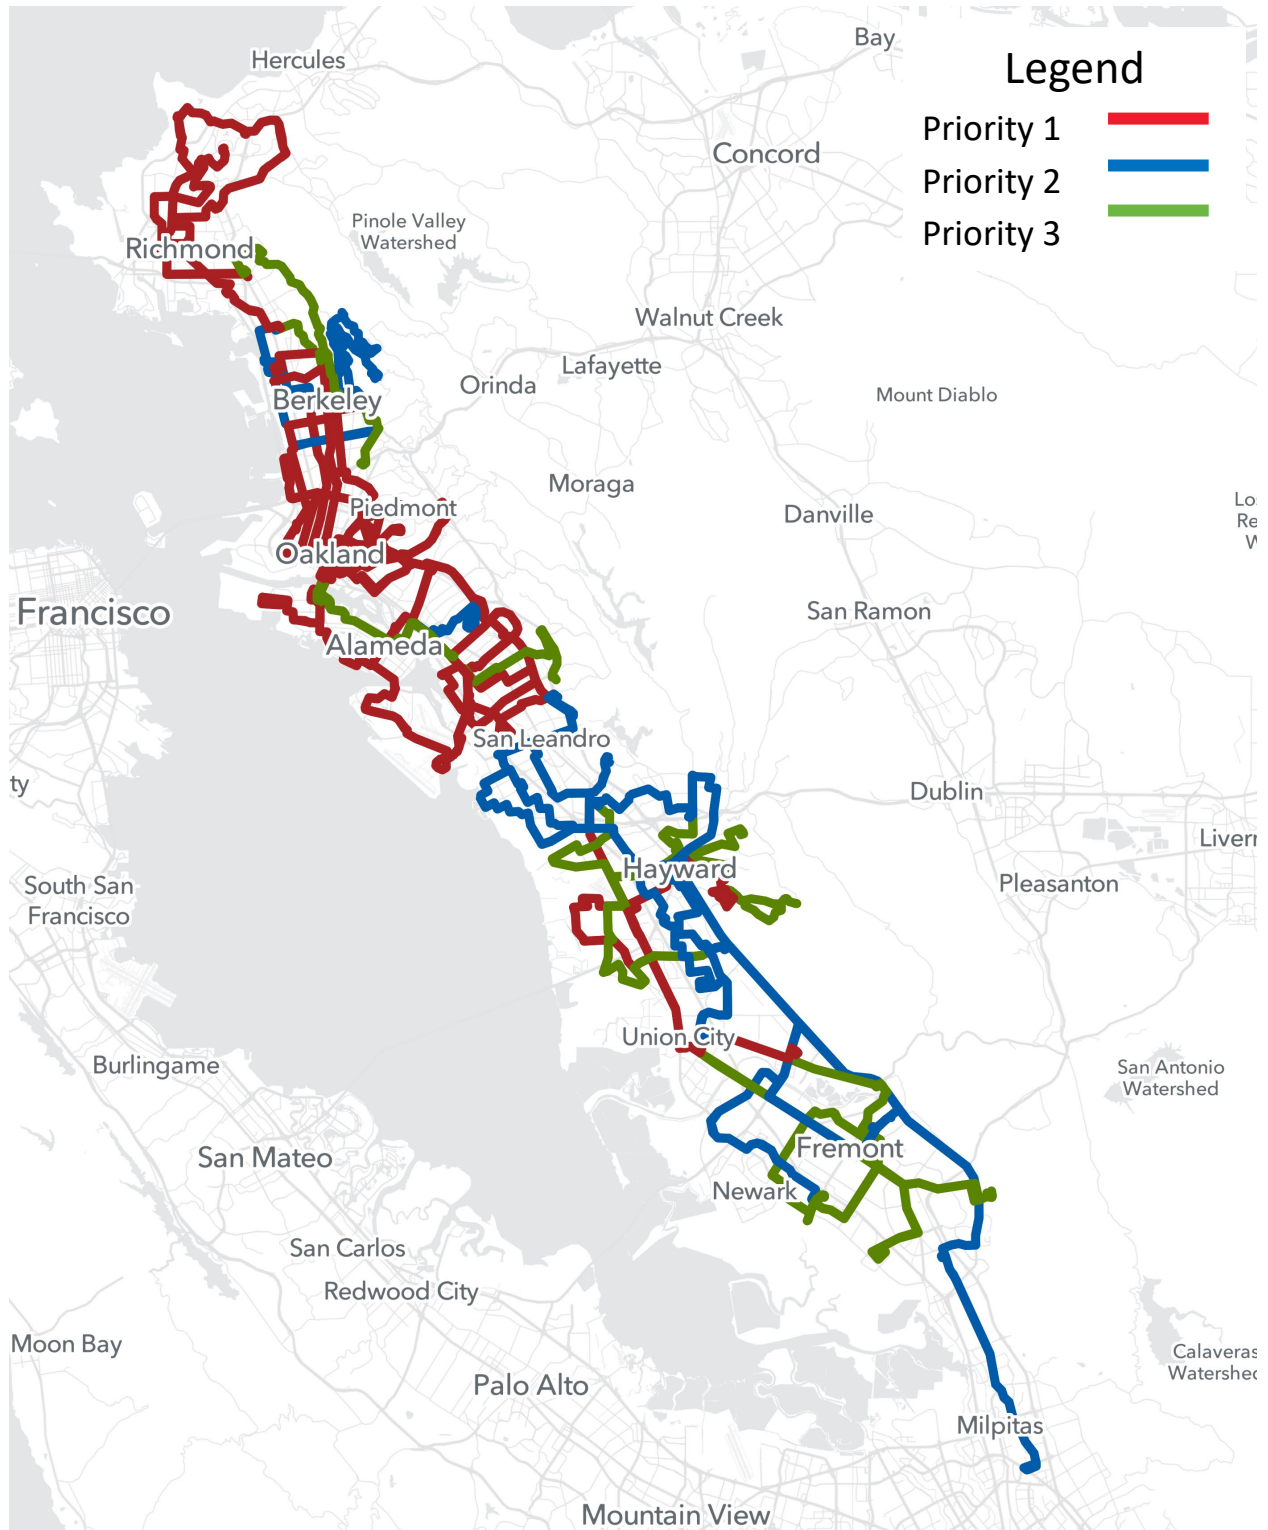 Hercules
Bay
Legend
Priority 1
Priority 2
Priority 3
Concord
Pinole Valley
Watershed
Richmond
Walnut Creek
Lafayette
Orinda
Mount Diablo
Berkeley
Moraga
Piedmont
Danville
Oakland
Francisco
San Ramon
Alameda
San Leandro
ty
Dublin
Hayward
Pleasanton
South San
Francisco
Union City
Burlingame
San Antonio
Watershed
San Mateo
Fremont
Newark
San Carlos
Redwood City
Moon Bay
Calaveras
Palo Alto
Milpitas
Mountain View